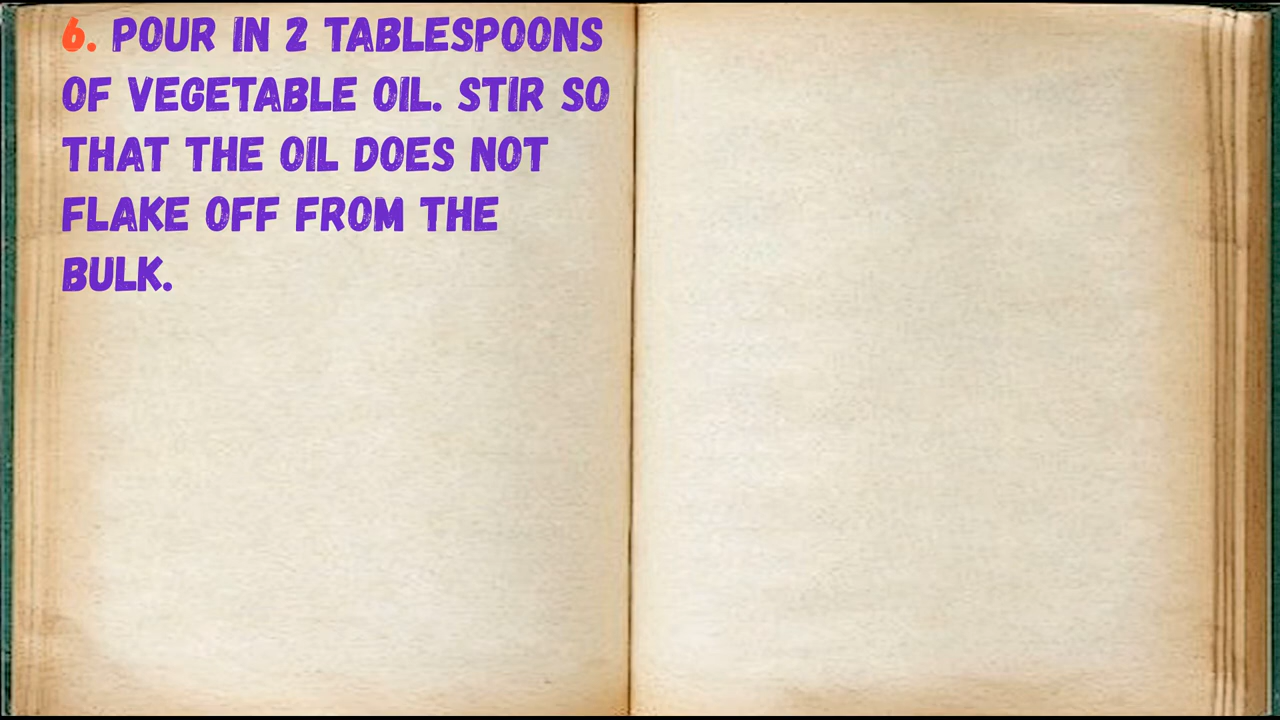 6. POUR IN 2 TABLESPOONS
OF VEGETABLE OIL. STIR SO
THAT THE OIL DOES NOT
FLAKE OFF FROM THE
BULK.